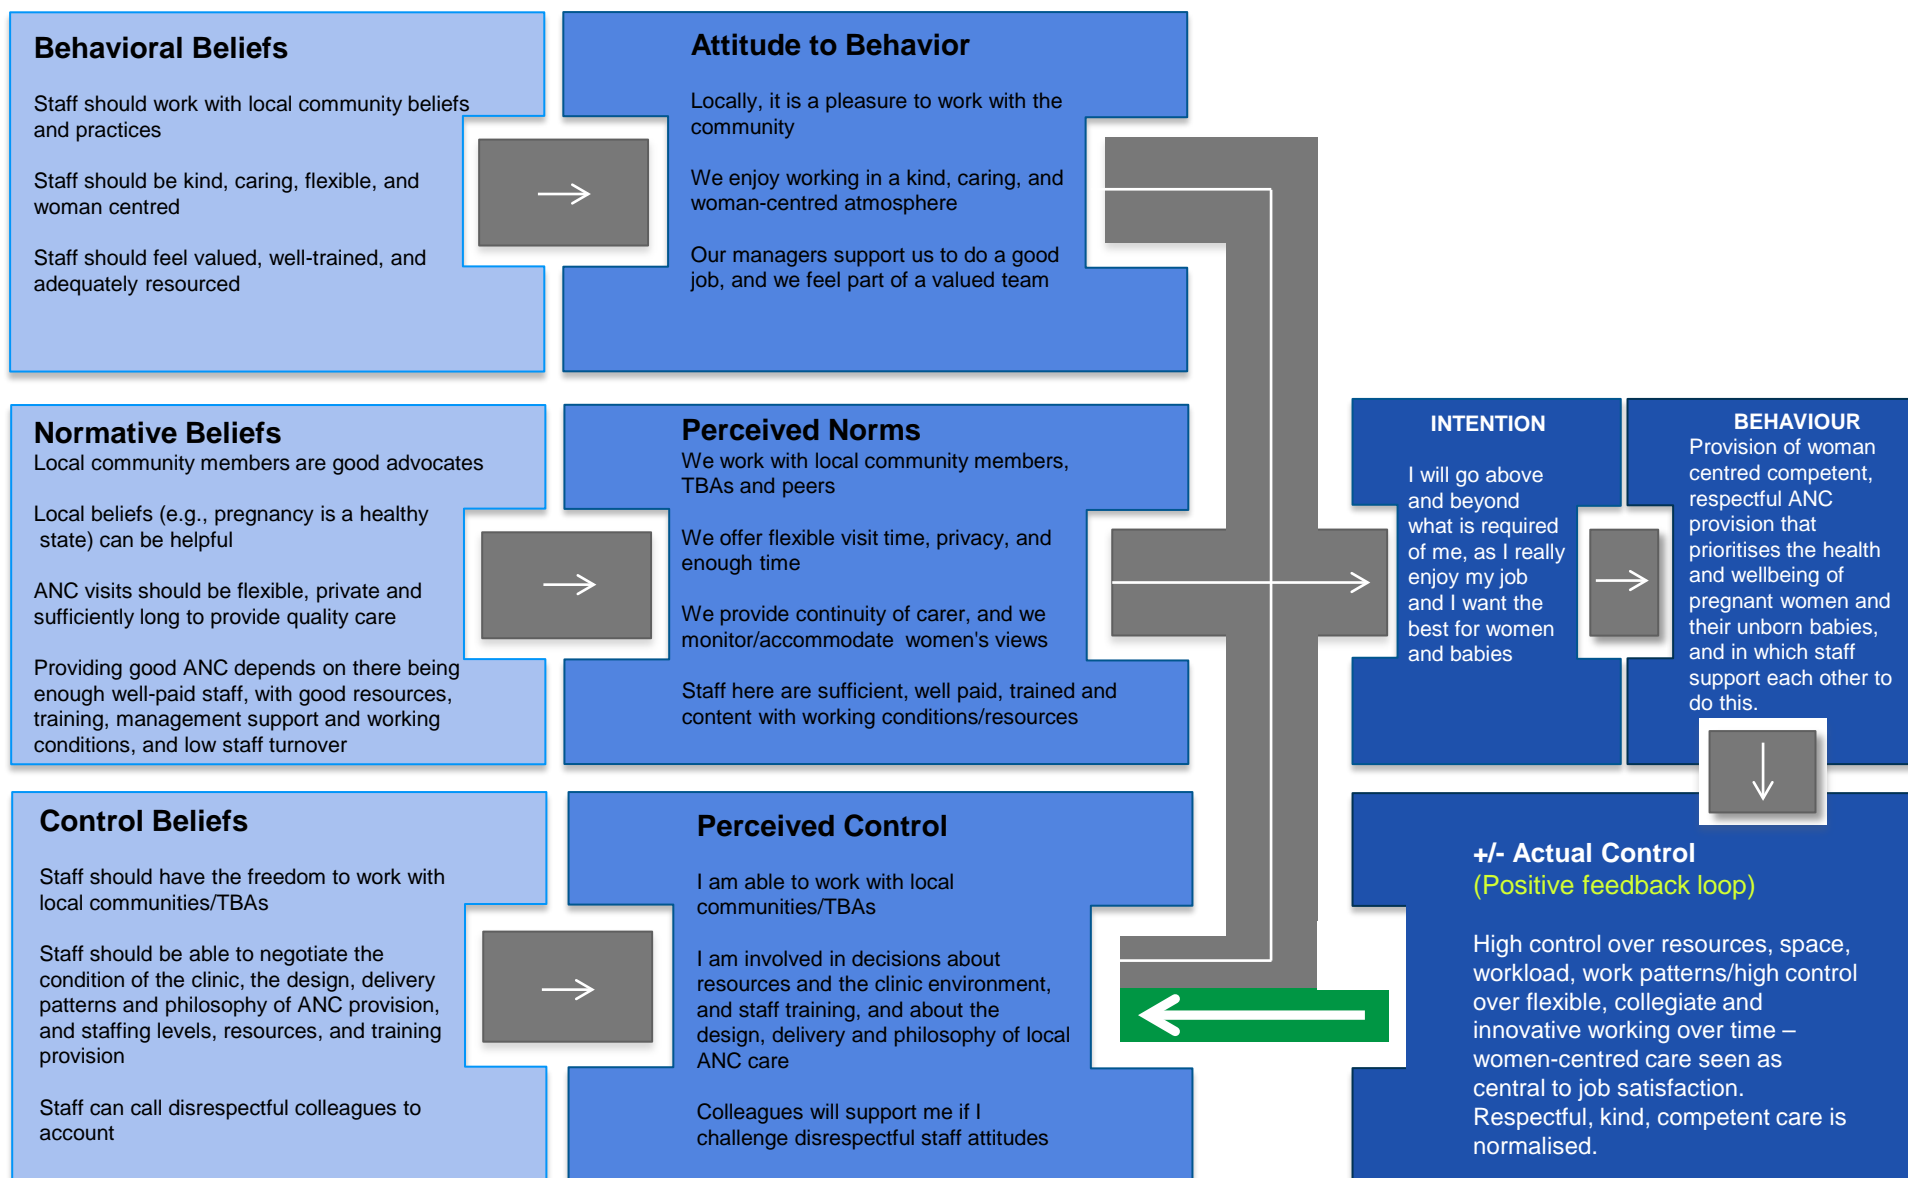 Behavioral Beliefs
Staff should work with local community beliefs
and practices
Staff should be kind, caring, flexible, and
woman centred
Staff should feel valued, well-trained, and
adequately resourced
Attitude to Behavior
Locally, it is a pleasure to work with the
community
We enjoy working in a kind, caring, and
woman-centred atmosphere
Our managers support us to do a good
job, and we feel part of a valued team
Normative Beliefs
Local community members are good advocates
Local beliefs (e.g., pregnancy is a healthy
state) can be helpful
ANC visits should be flexible, private and
sufficiently long to provide quality care
Providing good ANC depends on there being
enough well-paid staff, with good resources,
training, management support and working
conditions, and low staff turnover
Perceived Norms
We work with local community members,
TBAs and peers
We offer flexible visit time, privacy, and
enough time
We provide continuity of carer, and we
monitor/accommodate women's views
Staff here are sufficient, well paid, trained and
content with working conditions/resources
INTENTION
I will go above
and beyond
what is required
of me, as I really
enjoy my job
and I want the
best for women
and babies
BEHAVIOUR
Provision of woman
centred competent,
respectful ANC
provision that
prioritises the health
and wellbeing of
pregnant women and
their unborn babies,
and in which staff
support each other to
do this.
Control Beliefs
Staff should have the freedom to work with
local communities/TBAs
Staff should be able to negotiate the
condition of the clinic, the design, delivery
patterns and philosophy of ANC provision,
and staffing levels, resources, and training
provision
Staff can call disrespectful colleagues to
account
Perceived Control
I am able to work with local
communities/TBAs
I am involved in decisions about
resources and the clinic environment,
and staff training, and about the
design, delivery and philosophy of local
ANC care
Colleagues will support me if I
challenge disrespectful staff attitudes
+/- Actual Control
(Positive feedback loop)
High control over resources, space,
workload, work patterns/high control
over flexible, collegiate and
innovative working over time –
women-centred care seen as
central to job satisfaction.
Respectful, kind, competent care is
normalised.